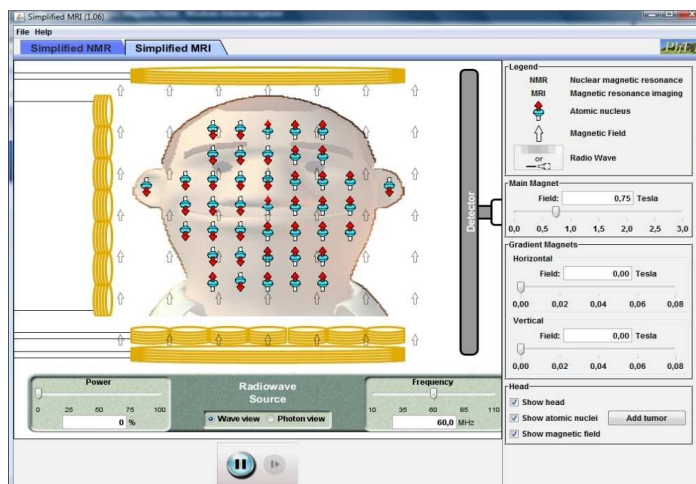 Simplified MRI (1.06)
File Help
Simplified NMR Simplified MRI
Legend
NMR Nuclear magnetic resonance
MRI Magnetic resonance imaging
Atomic nucleus
Magnetic Field
or Radio Wave
Detector
Main Magnet
Field: 0,75 Tesla
0,0 0,5 1,0 1,5 2,0 2,5 3,0
Gradient Magnets
Horizontal
Field: 0,00 Tesla
0,00 0,02 0,04 0,06 0,08
Vertical
Field: 0,00 Tesla
0,00 0,02 0,04 0,06 0,08
Head
Show head
Show atomic nuclei Add tumor
Show magnetic field
Power
0 25 50 75 100
0 %
Radiowave
Source
Wave view Photon view
Frequency
10 35 60 85 110
60,0 MHz